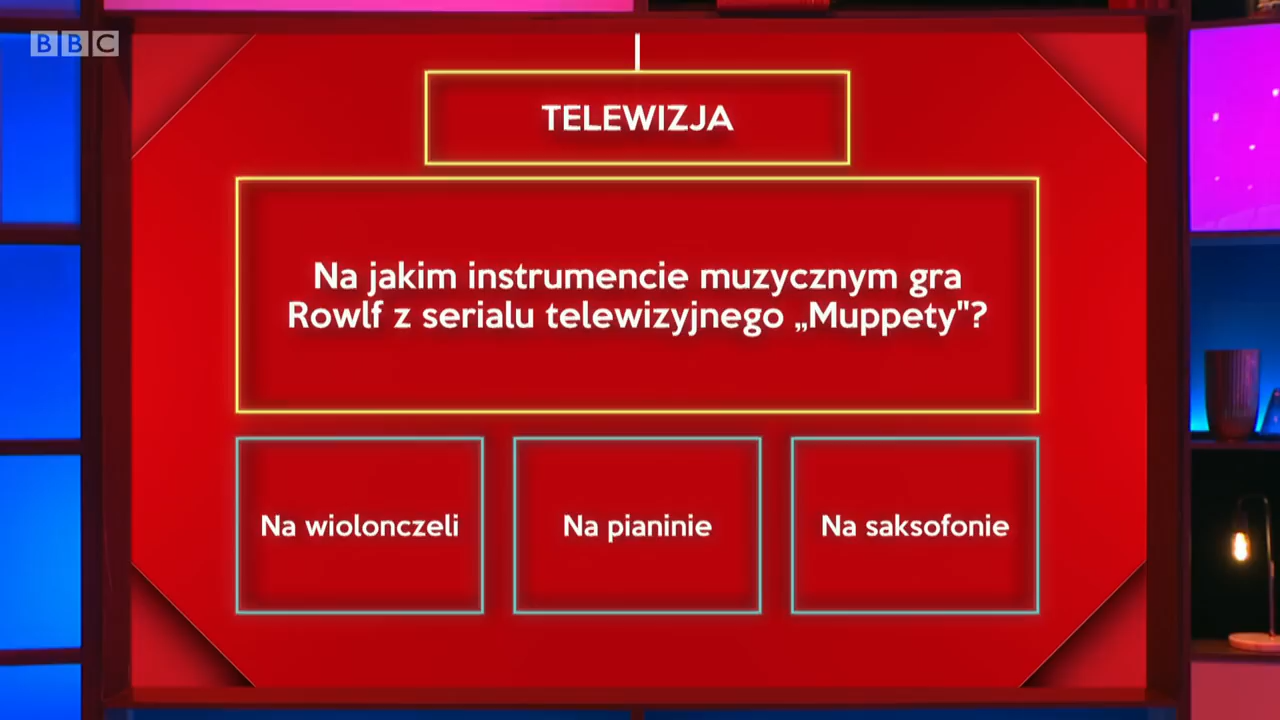 BBC
TELEWIZJA
Na jakim instrumencie muzycznym gra
Rowlf z serialu telewizyjnego „Muppety"?
Na wiolonczeli
Na pianinie
Na saksofonie